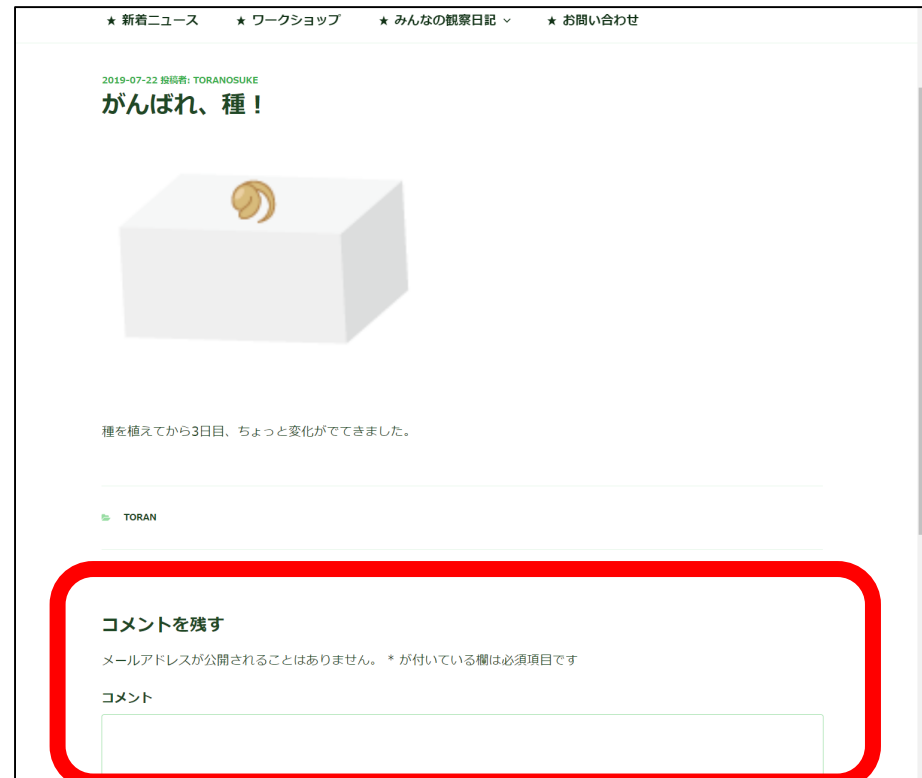 ★ 新着ニュース ★ ワークショップ ★ みんなの観察日記 ★ お問い合わせ
2019-07-22 投稿者: TORANOSUKE
がんばれ、種！
種を植えてから3日目、ちょっと変化がでてきました。
TORAN
コメントを残す
メールアドレスが公開されることはありません。 * が付いている欄は必須項目です
コメント